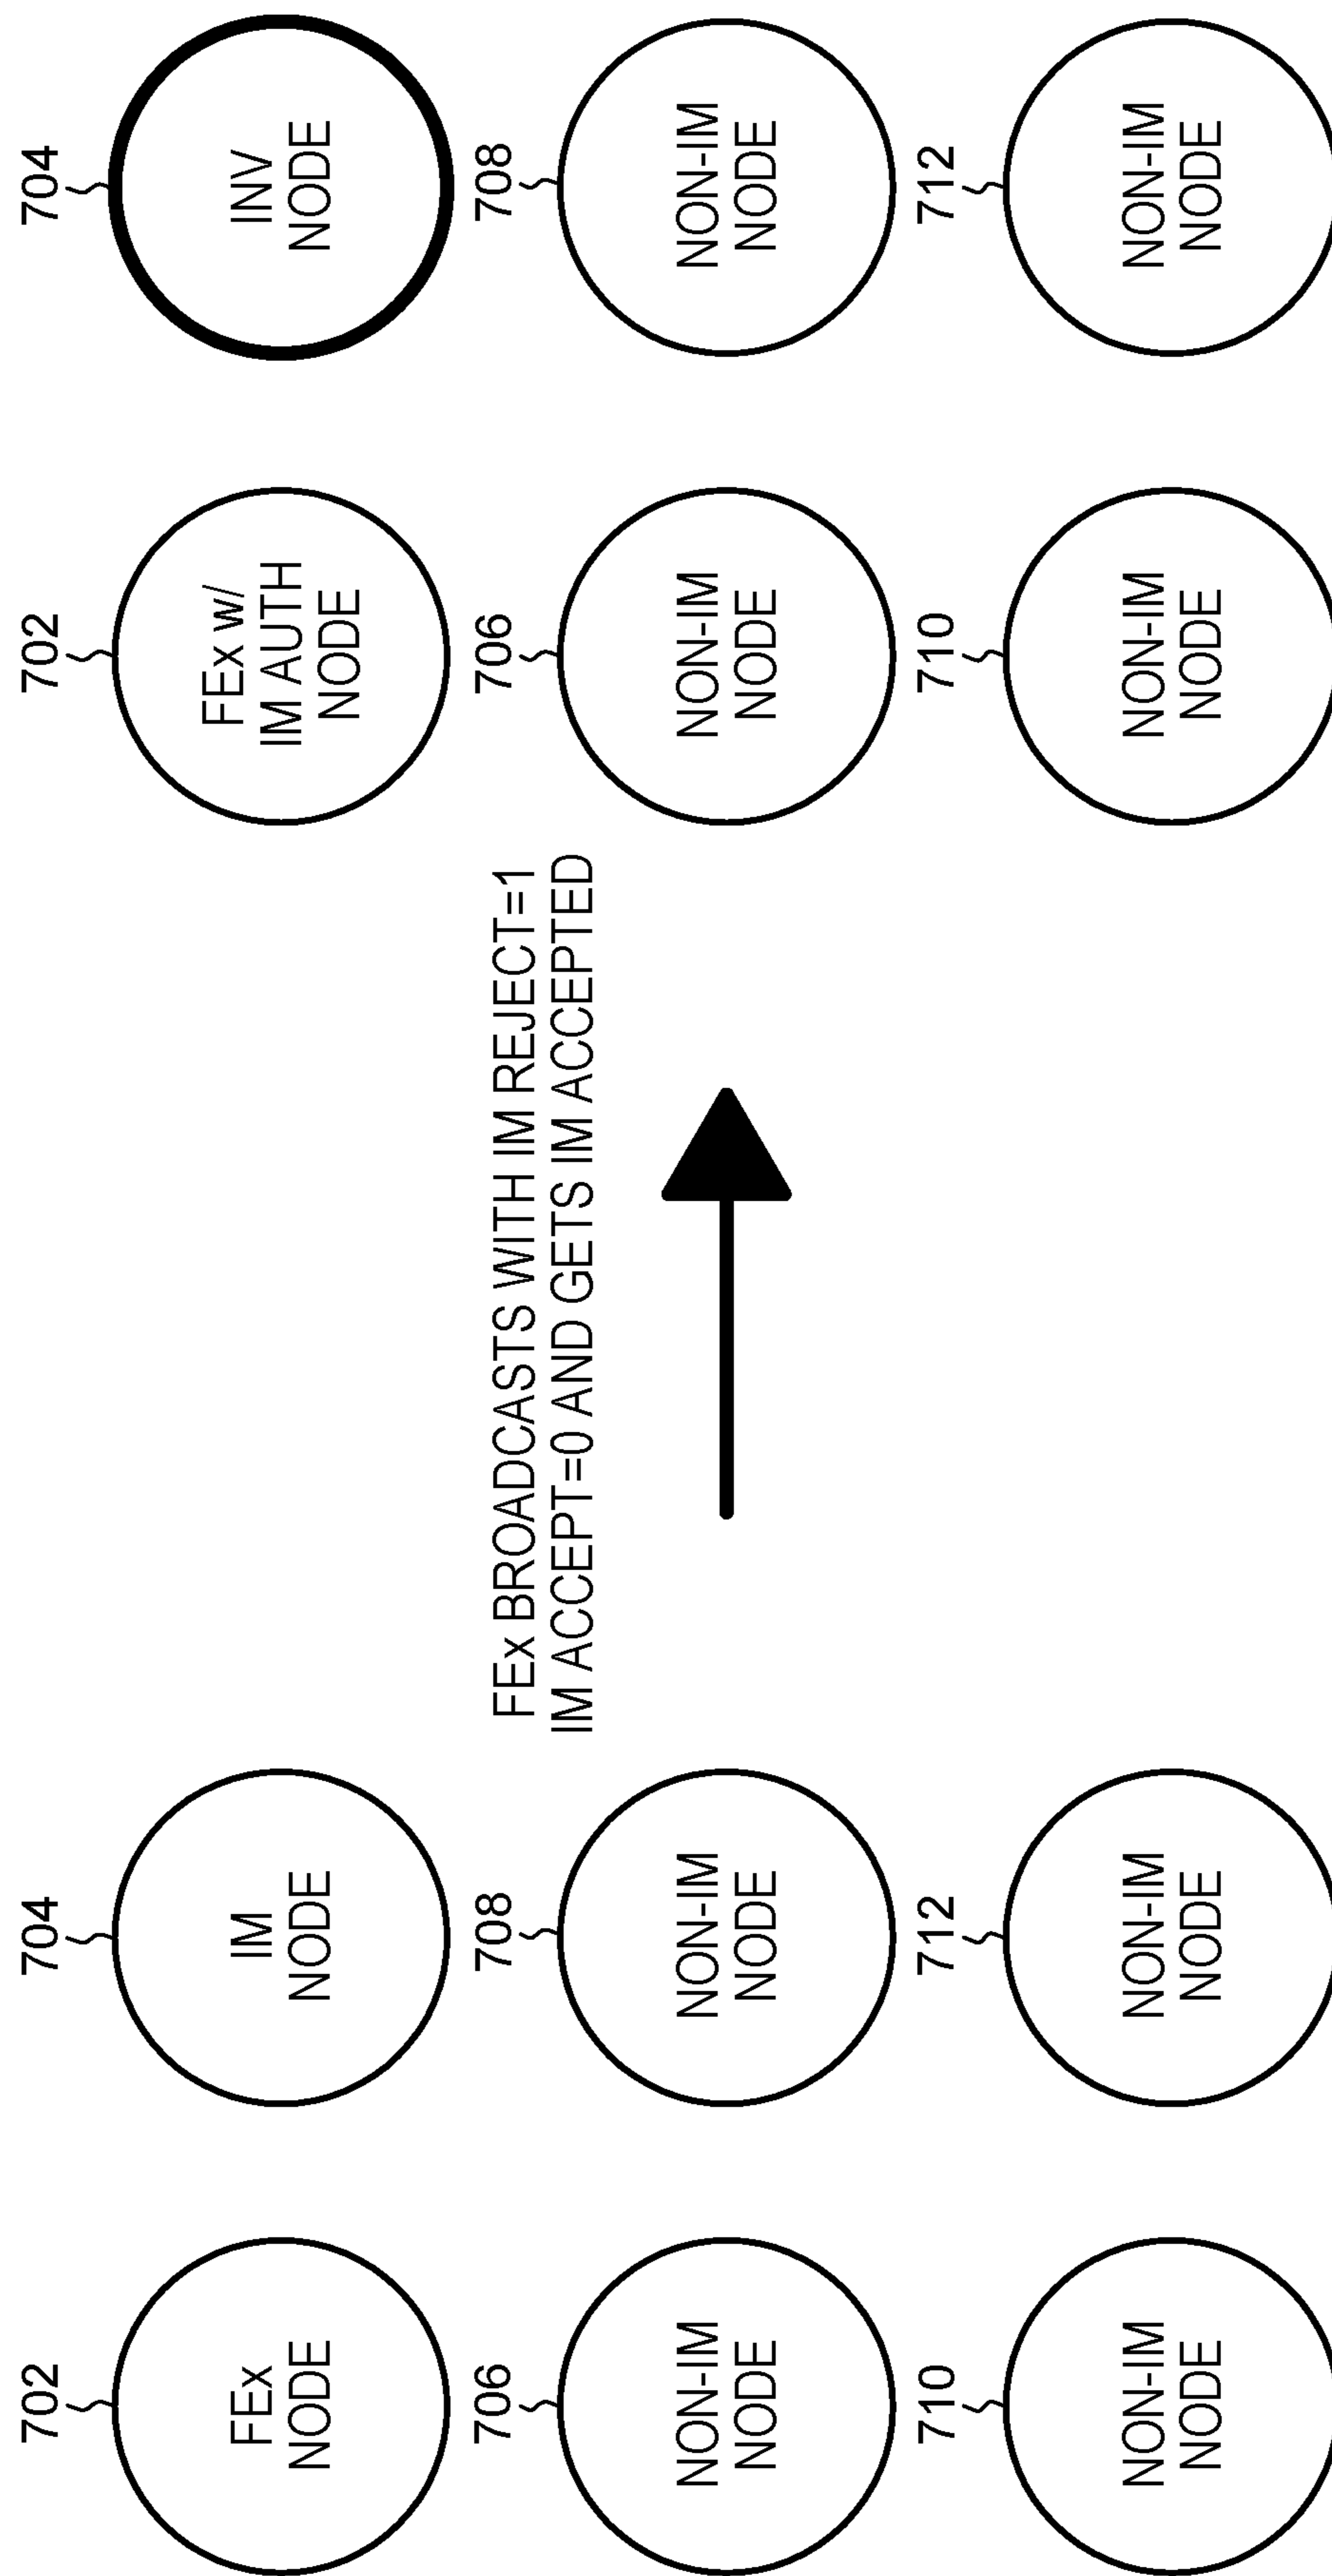 702
FEx
NODE
704
IM
NODE
706
NON-IM
NODE
708
NON-IM
NODE
710
NON-IM
NODE
712
NON-IM
NODE
FEx BROADCASTS WITH IM REJECT=1
IM ACCEPT=0 AND GETS IM ACCEPTED
702
FEx w/
IM AUTH
NODE
704
INV
NODE
706
NON-IM
NODE
708
NON-IM
NODE
710
NON-IM
NODE
712
NON-IM
NODE